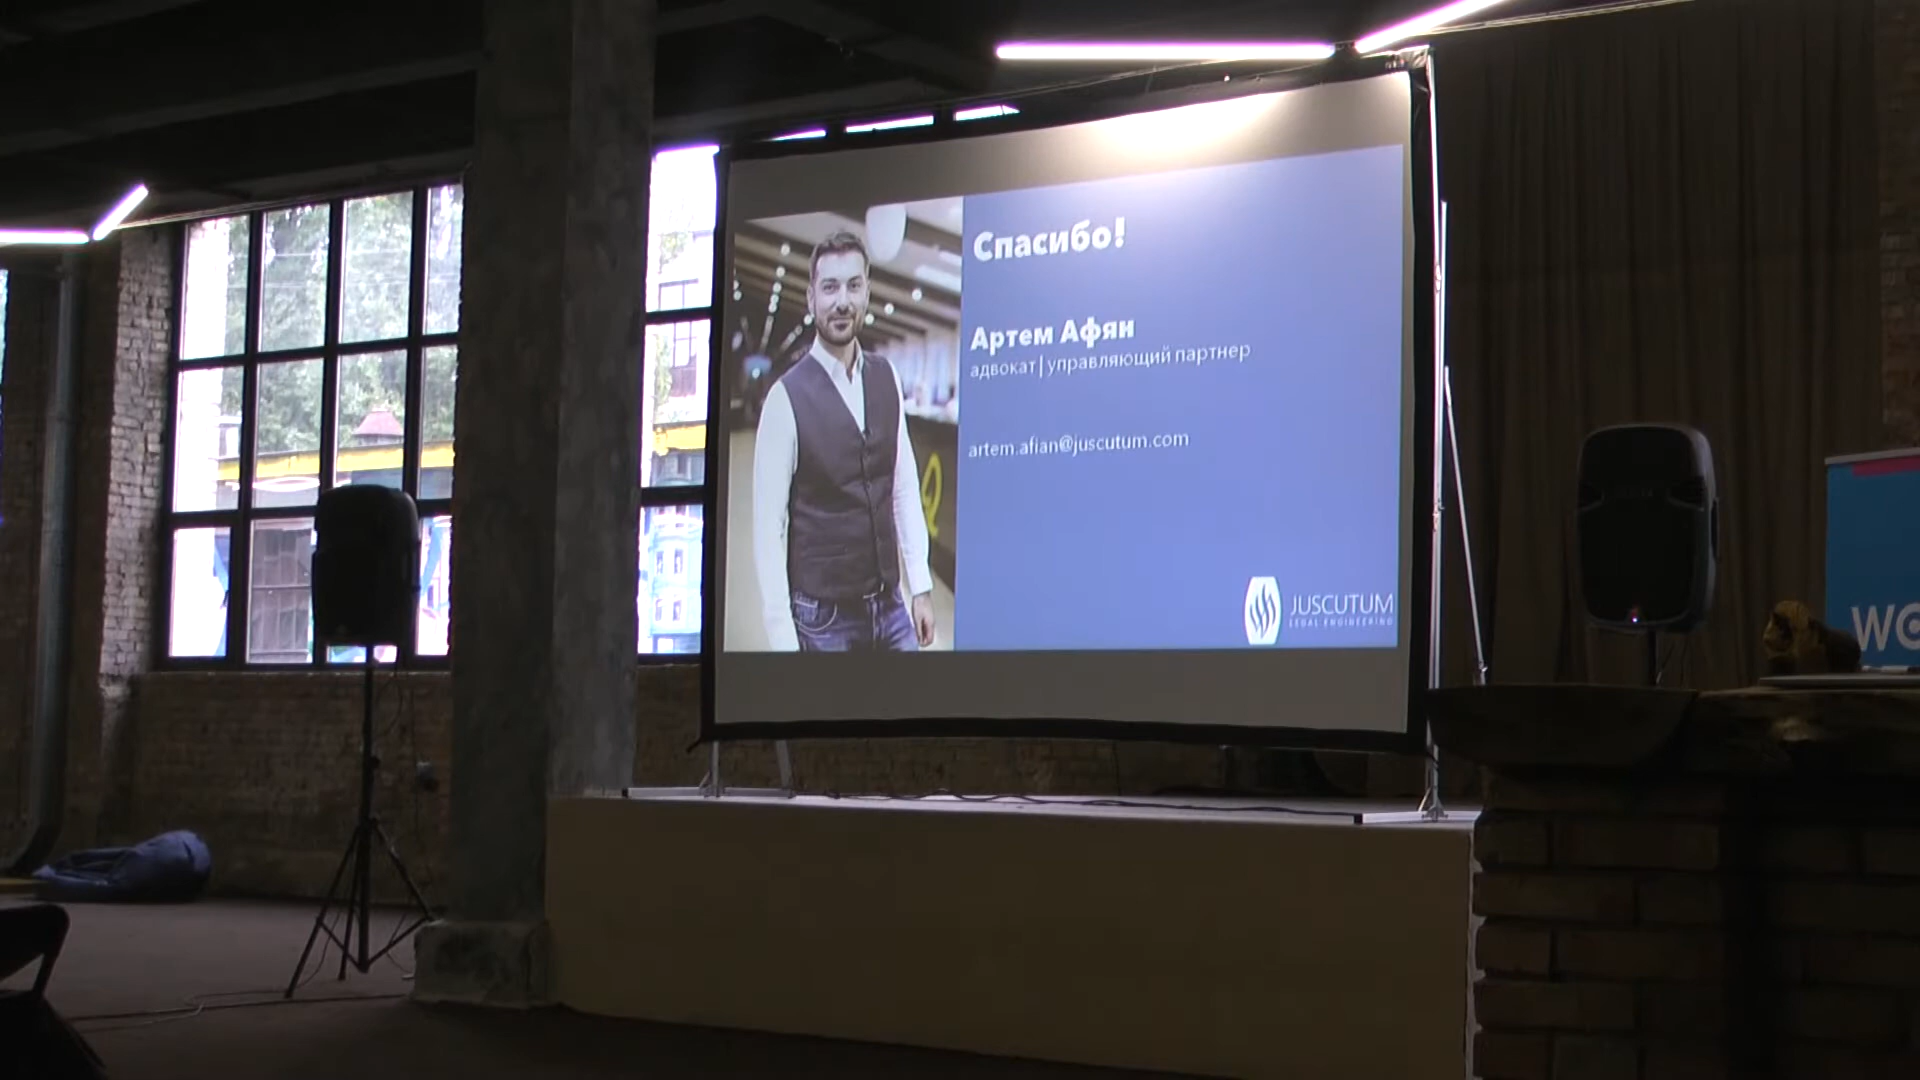 Спасибо!
Артем Афян
адвокат|управляющий партнер
artem.afian@juscutum.com
JUSCUTUM
LEGAL ENGINEERING